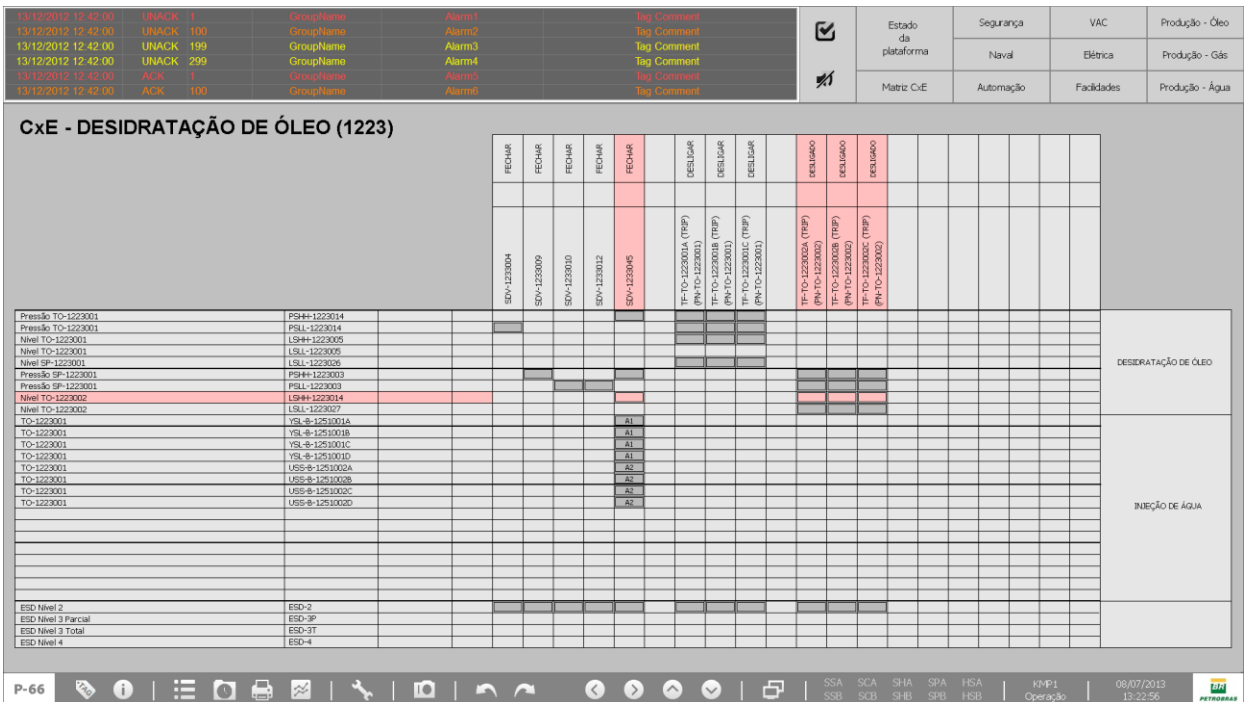 13/12/2012 12:42:00 UNACK 1 GroupName Alarm1 Tag Comment
13/12/2012 12:42:00 UNACK 100 GroupName Alarm2 Tag Comment
13/12/2012 12:42:00 UNACK 199 GroupName Alarm3 Tag Comment
13/12/2012 12:42:00 UNACK 299 GroupName Alarm4 Tag Comment
13/12/2012 12:42:00 ACK 1 GroupName Alarm5 Tag Comment
13/12/2012 12:42:00 ACK 100 GroupName Alarm6 Tag Comment
Estado da plataforma
Segurança VAC Produção - Óleo
Naval Elétrica Produção - Gás
Matriz CxE Automação Facilidades Produção - Água
CxE - DESIDRATAÇÃO DE ÓLEO (1223)
FECHAR FECHAR FECHAR FECHAR FECHAR DESLIGAR DESLIGAR DESLIGAR DESLIGADO DESLIGADO DESLIGADO
SDV-1233004
SDV-1233009
SDV-1233010
SDV-1233012
SDV-1233045
TF-TO-1223001A (TRIP)
(PN-TO-1223001)
TF-TO-1223001B (TRIP)
(PN-TO-1223001)
TF-TO-1223001C (TRIP)
(PN-TO-1223001)
TF-TO-1223002A (TRIP)
(PN-TO-1223002)
TF-TO-1223002B (TRIP)
(PN-TO-1223002)
TF-TO-1223002C (TRIP)
(PN-TO-1223002)
Pressão TO-1223001 PSHH-1223014
Pressão TO-1223001 PSLL-1223014
Nível TO-1223001 LSHH-1223005
Nível TO-1223001 LSLL-1223005
Nível SP-1223001 LSLL-1223026
DESIDRATAÇÃO DE ÓLEO
Pressão SP-1223001 PSHH-1223003
Pressão SP-1223001 PSLL-1223003
Nível TO-1223002 LSHH-1223014
Nível TO-1223002 LSLL-1223027
TO-1223001 YSL-B-1251001A A1
TO-1223001 YSL-B-1251001B A1
TO-1223001 YSL-B-1251001C A1
TO-1223001 YSL-B-1251001D A1
TO-1223001 USS-B-1251002A A2
TO-1223001 USS-B-1251002B A2
TO-1223001 USS-B-1251002C A2
TO-1223001 USS-B-1251002D A2
INJEÇÃO DE ÁGUA
ESD Nível 2 ESD-2
ESD Nível 3 Parcial ESD-3P
ESD Nível 3 Total ESD-3T
ESD Nível 4 ESD-4
P-66 TAG SSA SCA SHA SPA HSA KMP1 08/07/2013
SSB SCB SHB SPB HSB Operação 13:22:56
BR
PETROBRAS